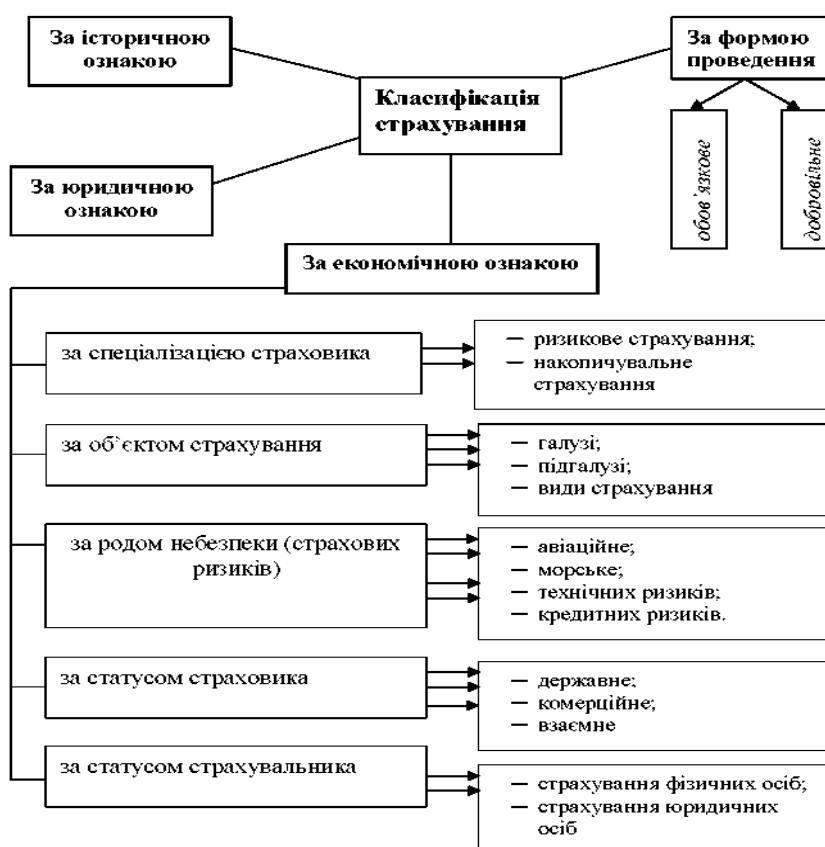 За історичною
ознакою
За формою
проведення
Класифікація
страхування
обов’язкове
добровільне
За юридичною
ознакою
За економічною ознакою
за спеціалізацією страховика
— ризикове страхування;
— накопичувальне
страхування
за об’єктом страхування
— галузі;
— підгалузі;
— види страхування
за родом небезпеки (страхових
ризиків)
— авіаційне;
— морське;
— технічних ризиків;
— кредитних ризиків.
за статусом страховика
— державне;
— комерційне;
— взаємне
за статусом страхувальника
— страхування фізичних осіб;
— страхування юридичних
осіб